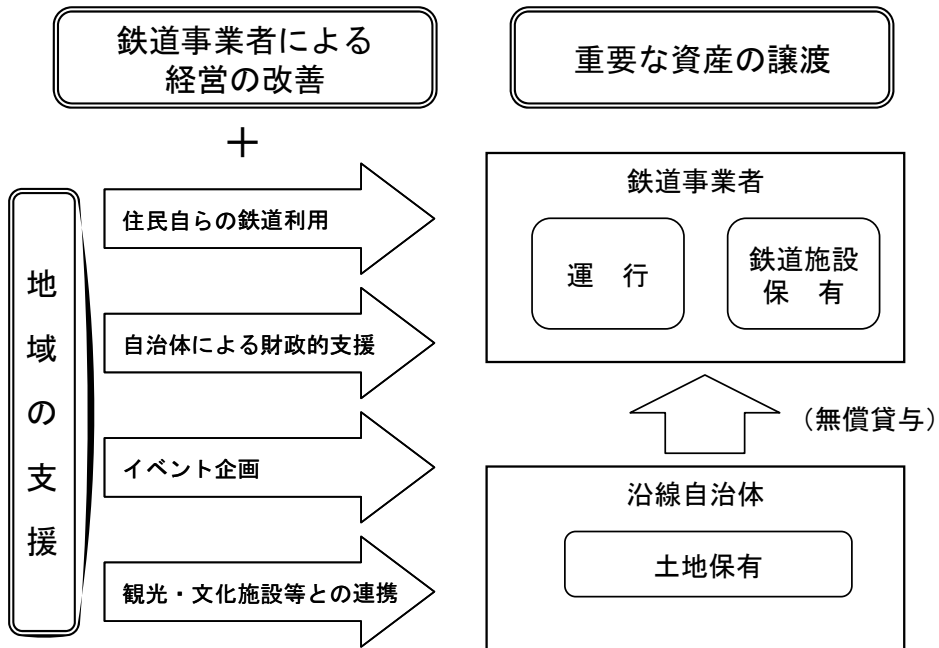 鉄道事業者による
経営の改善
＋
地域の支援
住民自らの鉄道利用
自治体による財政的支援
イベント企画
観光・文化施設等との連携
重要な資産の譲渡
鉄道事業者
運　行
鉄道施設
保　有
（無償貸与）
沿線自治体
土地保有